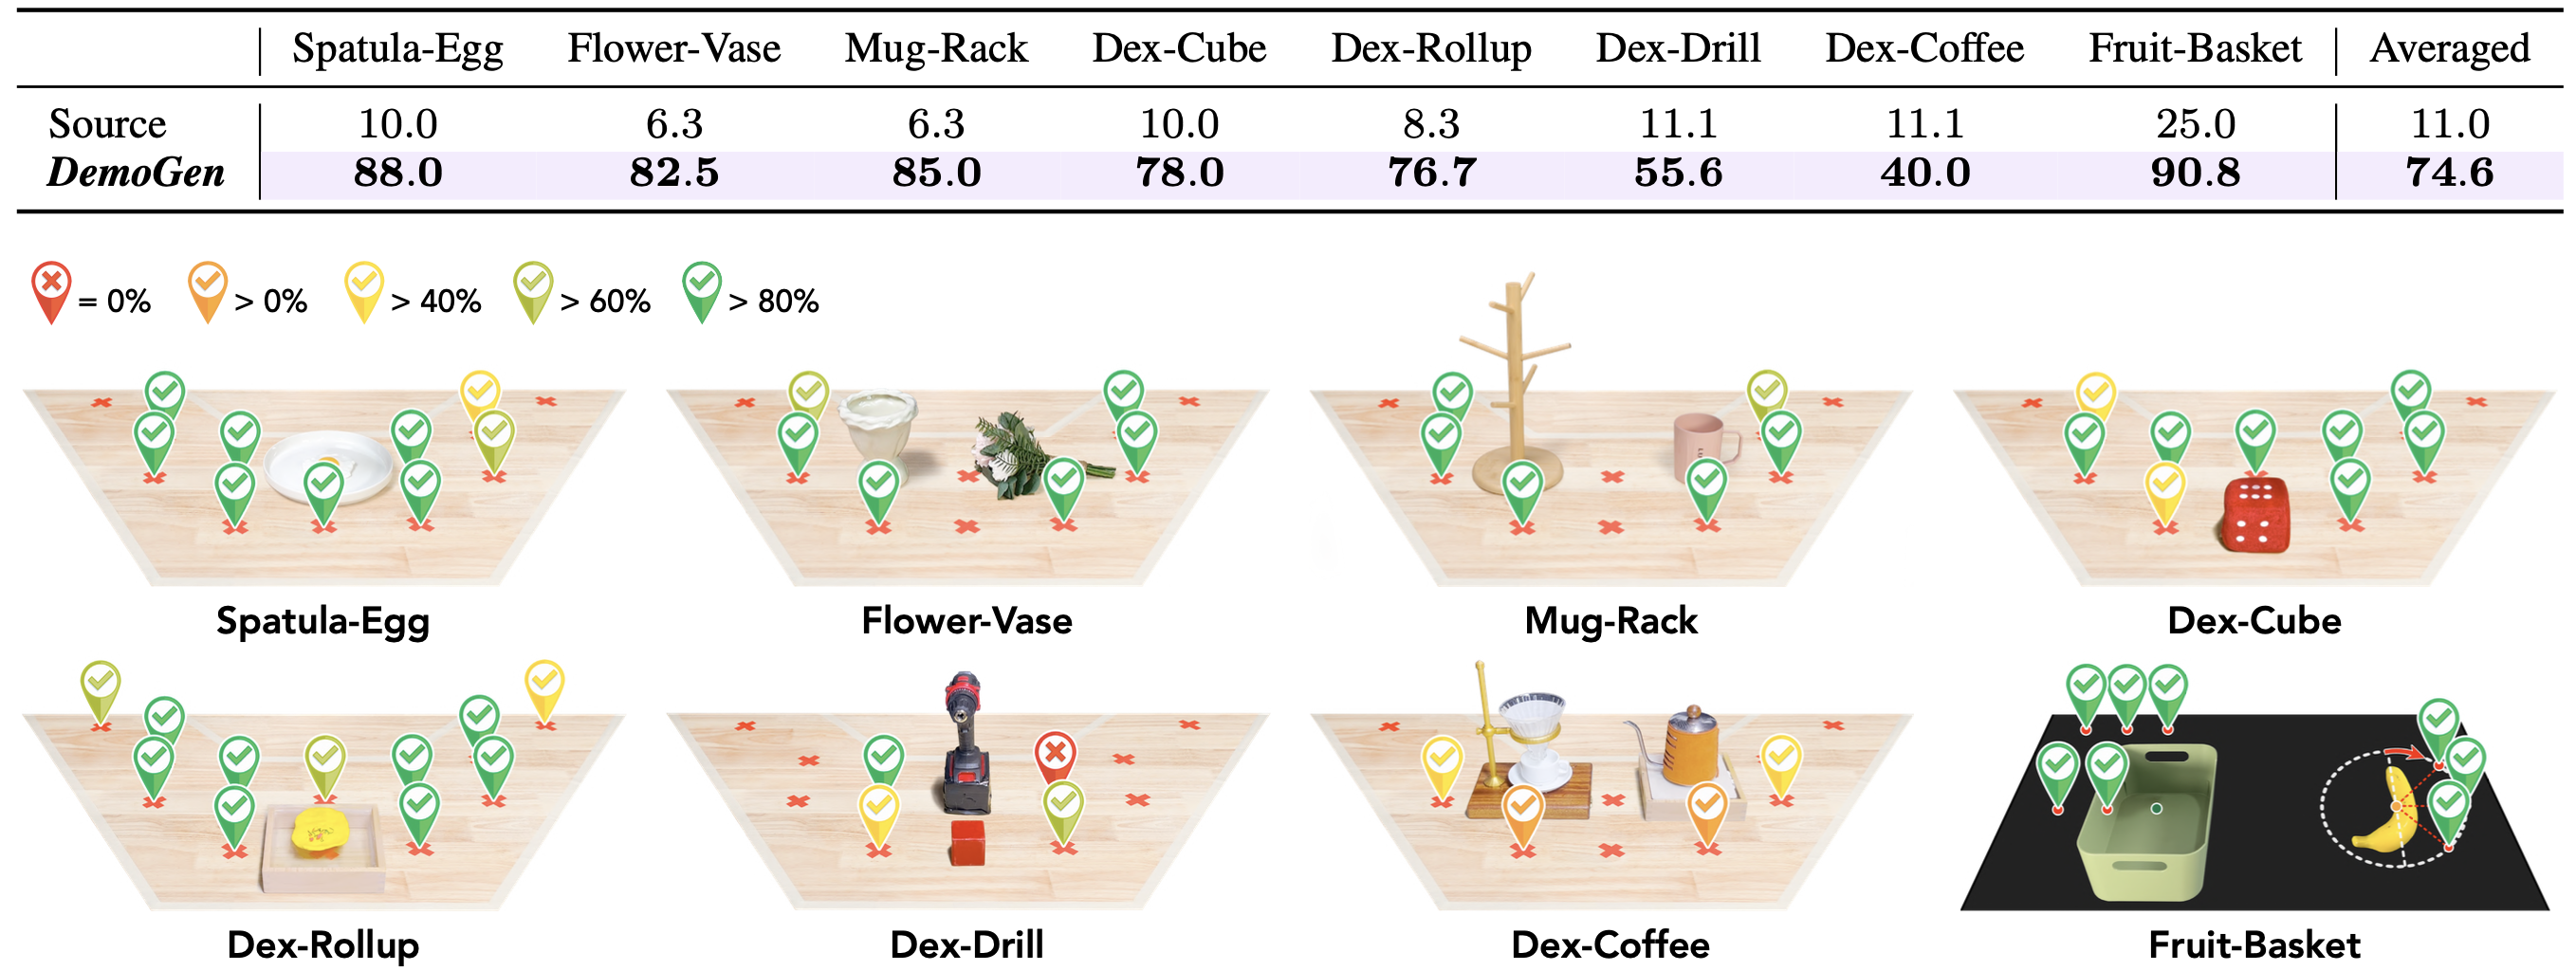 Spatula-Egg Flower-Vase Mug-Rack Dex-Cube Dex-Rollup Dex-Drill Dex-Coffee Fruit-Basket Averaged
Source 10.0 6.3 6.3 10.0 8.3 11.1 11.1 25.0 11.0
DemoGen 88.0 82.5 85.0 78.0 76.7 55.6 40.0 90.8 74.6
= 0% > 0% > 40% > 60% > 80%
Spatula-Egg Flower-Vase Mug-Rack Dex-Cube
Dex-Rollup Dex-Drill Dex-Coffee Fruit-Basket